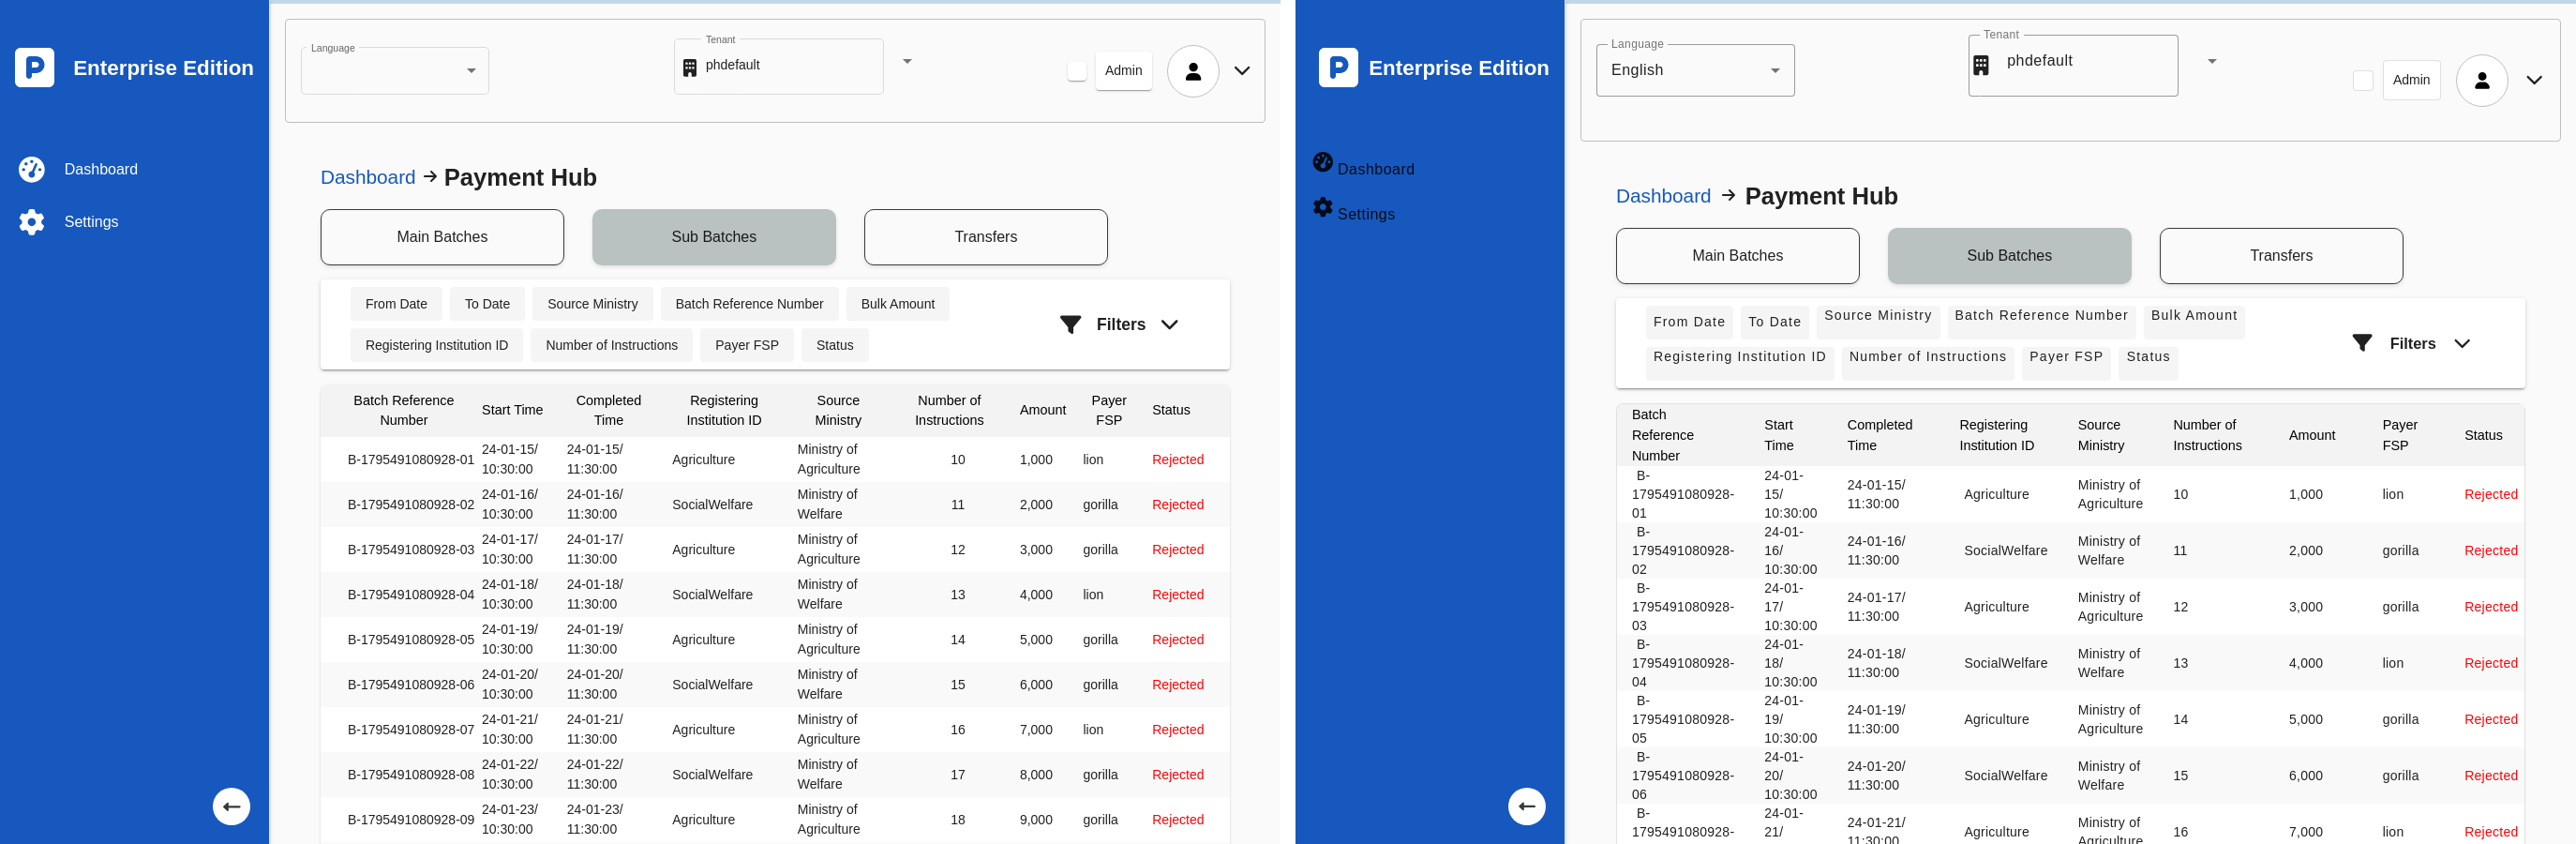 Enterprise Edition
Dashboard
Settings
Language
Tenant
phdefault
Admin
Dashboard → Payment Hub
Main Batches Sub Batches Transfers
From Date To Date Source Ministry Batch Reference Number Bulk Amount
Registering Institution ID Number of Instructions Payer FSP Status
Filters
Batch Reference Number Start Time Completed Time Registering Institution ID Source Ministry Number of Instructions Amount Payer FSP Status
B-1795491080928-01 24-01-15/ 10:30:00 24-01-15/ 11:30:00 Agriculture Ministry of Agriculture 10 1,000 lion Rejected
B-1795491080928-02 24-01-16/ 10:30:00 24-01-16/ 11:30:00 SocialWelfare Ministry of Welfare 11 2,000 gorilla Rejected
B-1795491080928-03 24-01-17/ 10:30:00 24-01-17/ 11:30:00 Agriculture Ministry of Agriculture 12 3,000 gorilla Rejected
B-1795491080928-04 24-01-18/ 10:30:00 24-01-18/ 11:30:00 SocialWelfare Ministry of Welfare 13 4,000 lion Rejected
B-1795491080928-05 24-01-19/ 10:30:00 24-01-19/ 11:30:00 Agriculture Ministry of Agriculture 14 5,000 gorilla Rejected
B-1795491080928-06 24-01-20/ 10:30:00 24-01-20/ 11:30:00 SocialWelfare Ministry of Welfare 15 6,000 gorilla Rejected
B-1795491080928-07 24-01-21/ 10:30:00 24-01-21/ 11:30:00 Agriculture Ministry of Agriculture 16 7,000 lion Rejected
B-1795491080928-08 24-01-22/ 10:30:00 24-01-22/ 11:30:00 SocialWelfare Ministry of Welfare 17 8,000 gorilla Rejected
B-1795491080928-09 24-01-23/ 10:30:00 24-01-23/ 11:30:00 Agriculture Ministry of Agriculture 18 9,000 gorilla Rejected
Enterprise Edition
Dashboard
Settings
Language
English
Tenant
phdefault
Admin
Dashboard → Payment Hub
Main Batches Sub Batches Transfers
From Date To Date Source Ministry Batch Reference Number Bulk Amount
Registering Institution ID Number of Instructions Payer FSP Status
Filters
Batch Reference Number Start Time Completed Time Registering Institution ID Source Ministry Number of Instructions Amount Payer FSP Status
B-1795491080928-01 24-01-15/ 10:30:00 24-01-15/ 11:30:00 Agriculture Ministry of Agriculture 10 1,000 lion Rejected
B-1795491080928-02 24-01-16/ 10:30:00 24-01-16/ 11:30:00 SocialWelfare Ministry of Welfare 11 2,000 gorilla Rejected
B-1795491080928-03 24-01-17/ 10:30:00 24-01-17/ 11:30:00 Agriculture Ministry of Agriculture 12 3,000 gorilla Rejected
B-1795491080928-04 24-01-18/ 10:30:00 24-01-18/ 11:30:00 SocialWelfare Ministry of Welfare 13 4,000 lion Rejected
B-1795491080928-05 24-01-19/ 10:30:00 24-01-19/ 11:30:00 Agriculture Ministry of Agriculture 14 5,000 gorilla Rejected
B-1795491080928-06 24-01-20/ 10:30:00 24-01-20/ 11:30:00 SocialWelfare Ministry of Welfare 15 6,000 gorilla Rejected
B-1795491080928- 24-01-21/ 24-01-21/ 11:30:00 Agriculture Ministry of Agriculture 16 7,000 lion Rejected